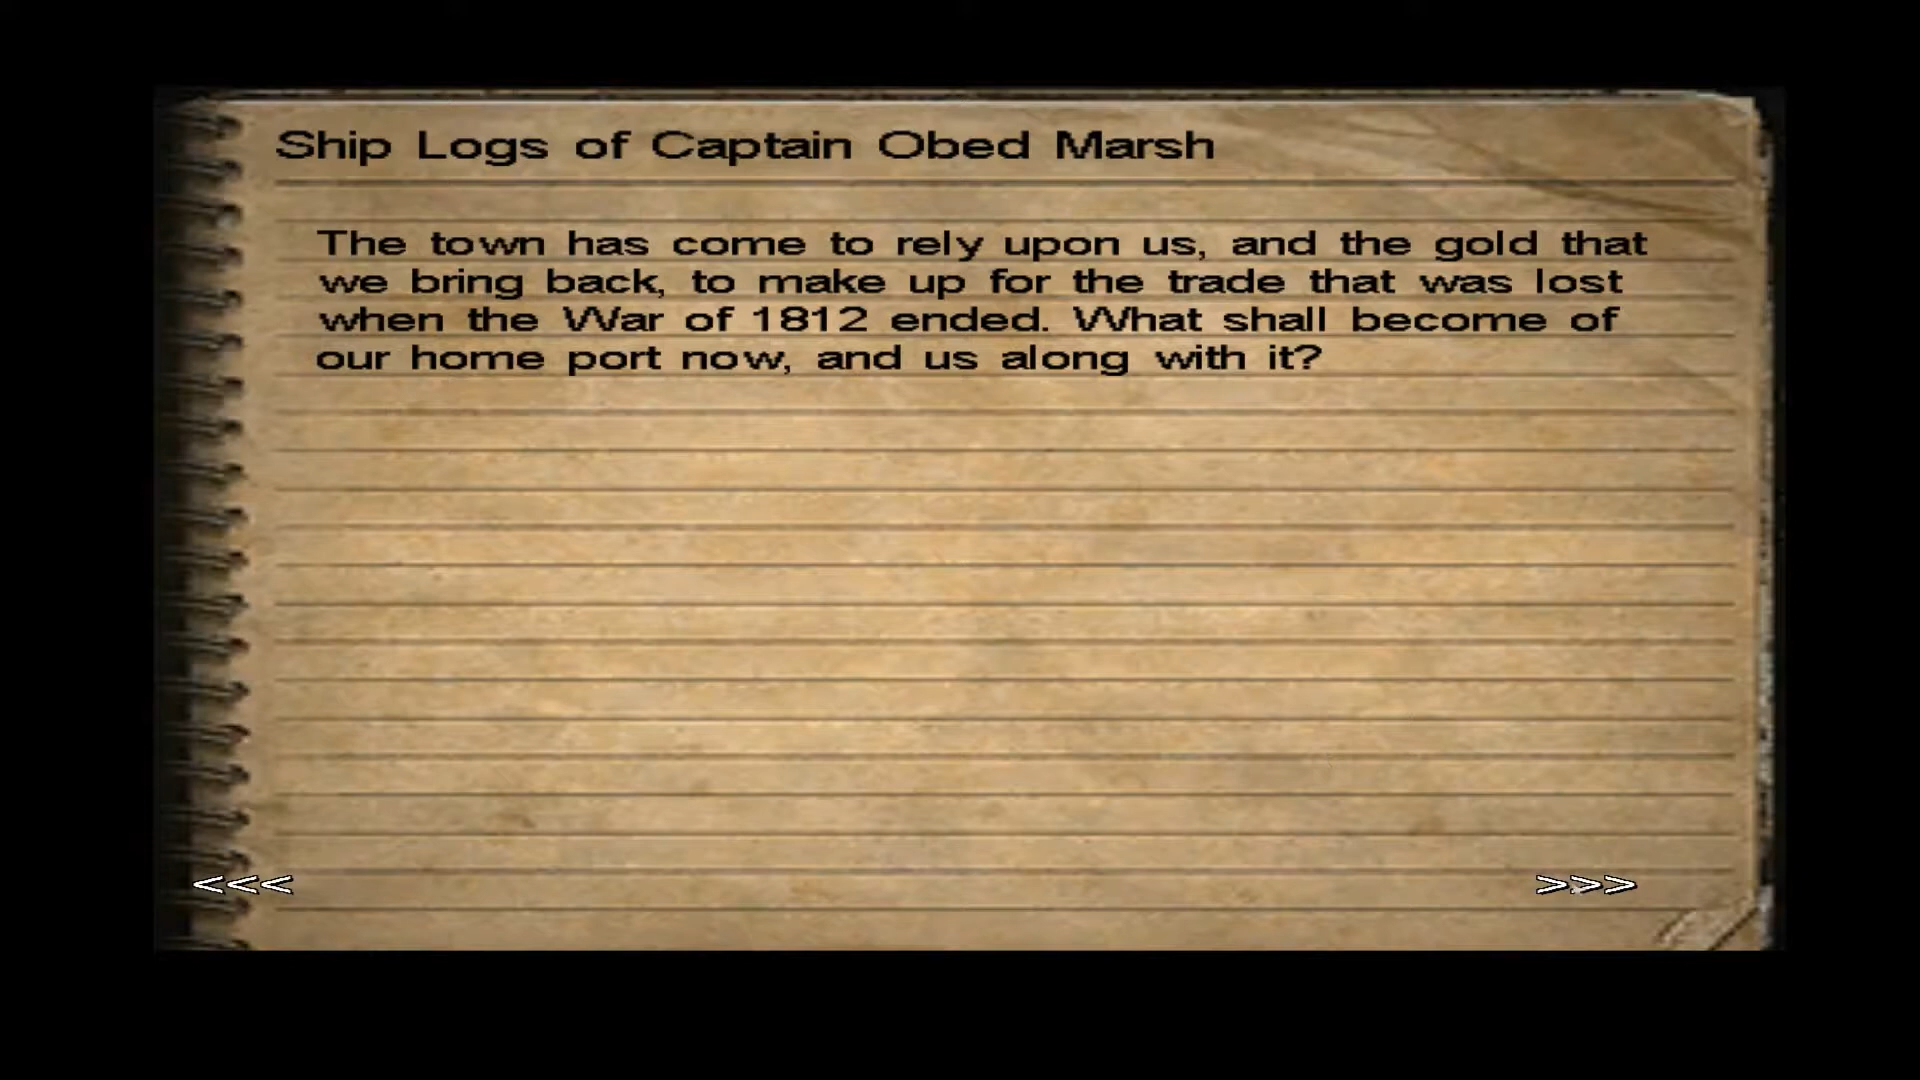 Ship Logs of Captain Obed Marsh
The town has come to rely upon us, and the gold that
we bring back, to make up for the trade that was lost
when the War of 1812 ended. What shall become of
our home port now, and us along with it?
<<< >>>